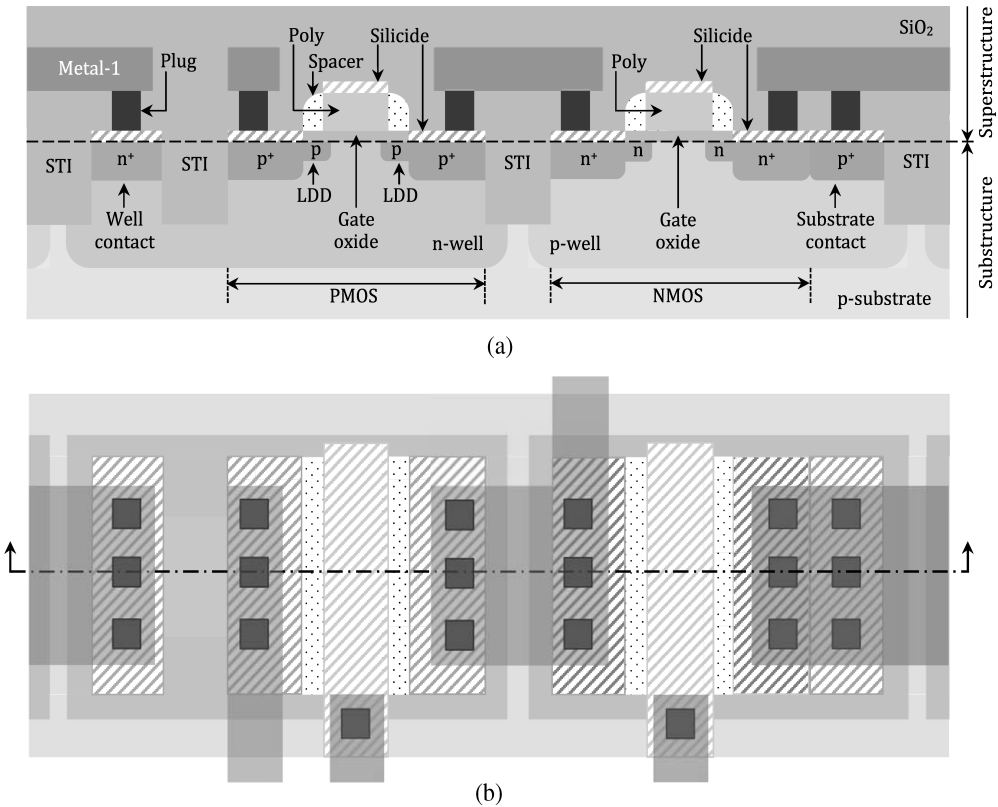 Poly
Silicide
Silicide
SiO₂
Metal-1
Plug
Spacer
Poly
Superstructure
STI
n⁺
STI
p⁺
p
p
p⁺
STI
n⁺
n
n
n⁺
p⁺
STI
LDD
LDD
Well
contact
Gate
oxide
n-well
p-well
Gate
oxide
Substrate
contact
Substructure
PMOS
NMOS
p-substrate
(a)
(b)